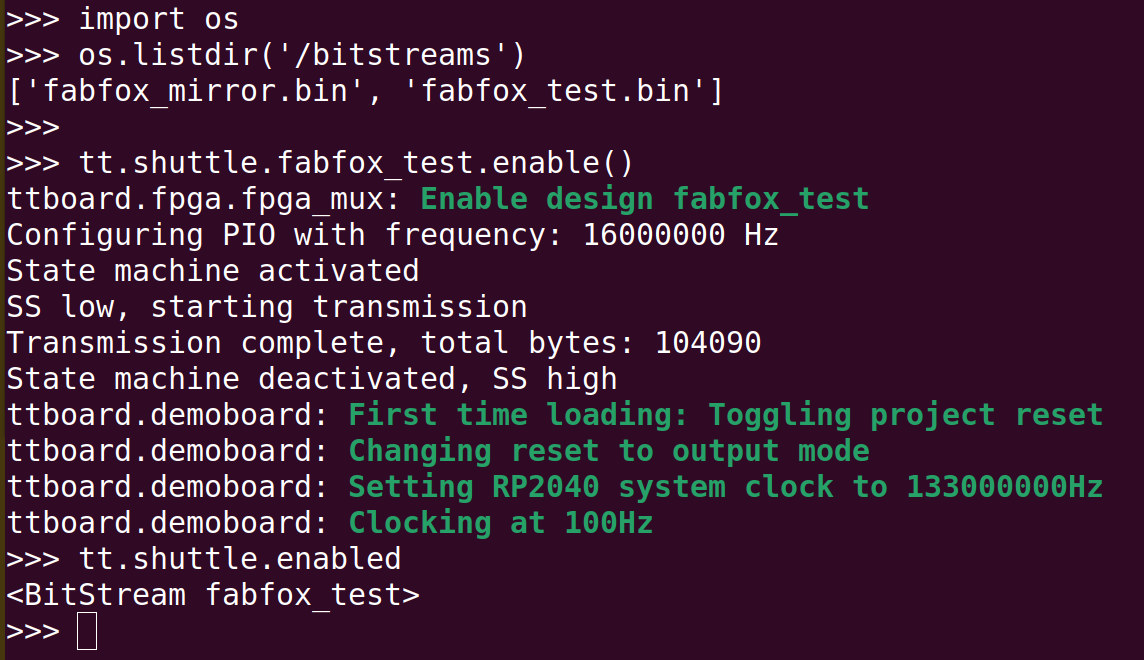 >>> import os
>>> os.listdir('/bitstreams')
['fabfox_mirror.bin', 'fabfox_test.bin']
>>>
>>> tt.shuttle.fabfox_test.enable()
ttboard.fpga.fpga_mux: Enable design fabfox_test
Configuring PIO with frequency: 16000000 Hz
State machine activated
SS low, starting transmission
Transmission complete, total bytes: 104090
State machine deactivated, SS high
ttboard.demoboard: First time loading: Toggling project reset
ttboard.demoboard: Changing reset to output mode
ttboard.demoboard: Setting RP2040 system clock to 133000000Hz
ttboard.demoboard: Clocking at 100Hz
>>> tt.shuttle.enabled
<BitStream fabfox_test>
>>>